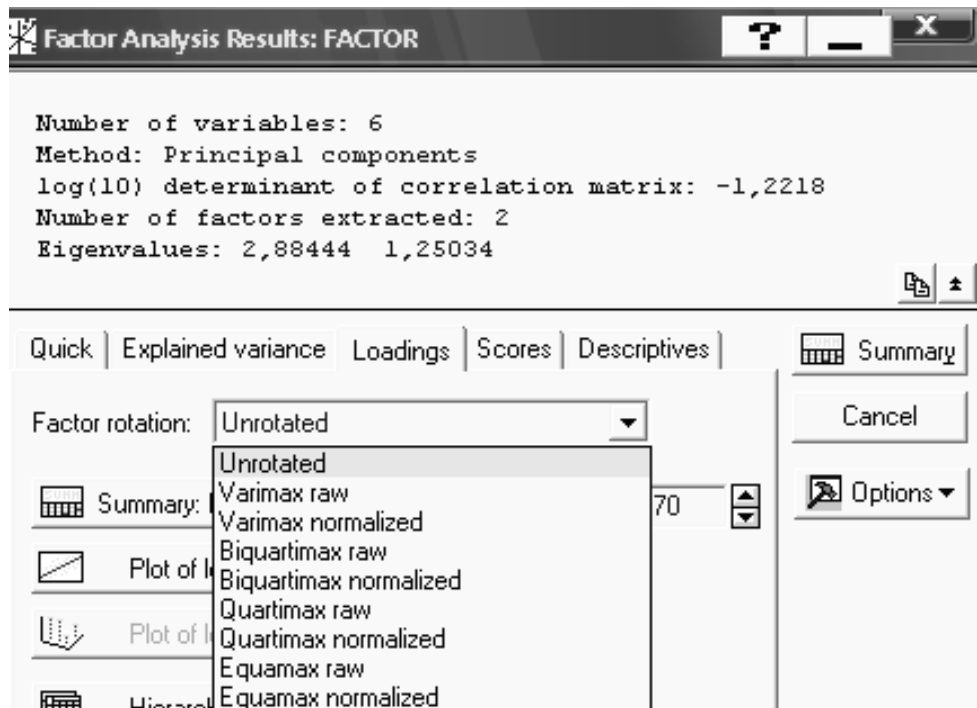 Factor Analysis Results: FACTOR
Number of variables: 6
Method: Principal components
log(10) determinant of correlation matrix: -1,2218
Number of factors extracted: 2
Eigenvalues: 2,88444 1,25034
Quick Explained variance Loadings Scores Descriptives
Summary
Factor rotation: Unrotated
Cancel
Unrotated
Varimax raw
Summary: 70
Options
Varimax normalized
Biquartimax raw
Plot of
Biquartimax normalized
Quartimax raw
Plot of
Quartimax normalized
Equamax raw
Equamax normalized